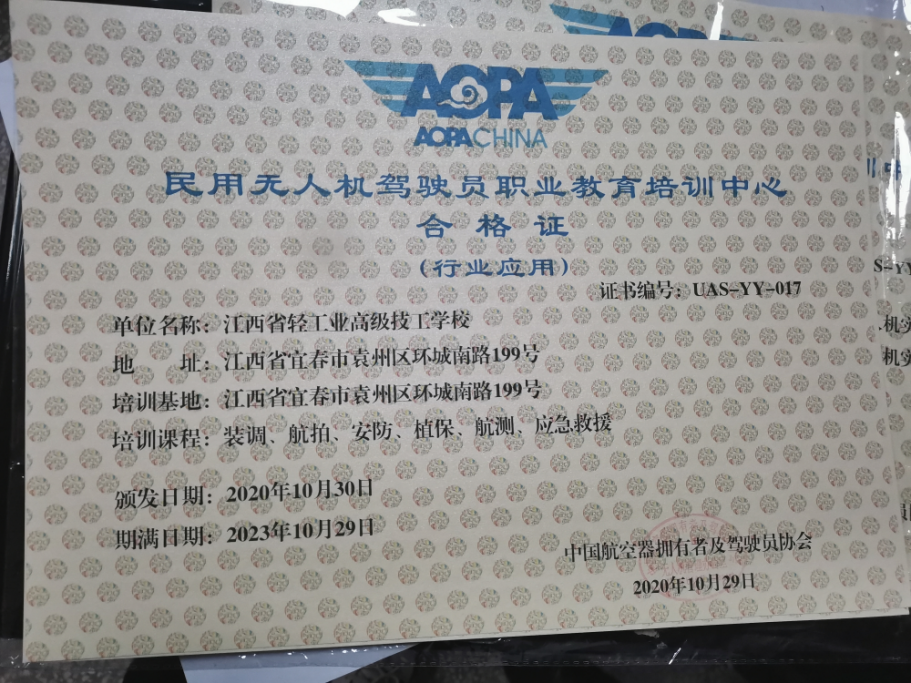 AOPA
AOPA CHINA
民用无人机驾驶员职业教育培训中心
合格证
(行业应用)
证书编号：UAS-YY-017
单位名称：江西省轻工业高级技工学校
地 址：江西省宜春市袁州区环城南路199号
培训基地：江西省宜春市袁州区环城南路199号
培训课程：装调、航拍、安防、植保、航测、应急救援
颁发日期：2020年10月30日
期满日期：2023年10月29日
中国航空器拥有者及驾驶员协会
2020年10月29日
AOPA
训中
S-YY
机实
机实